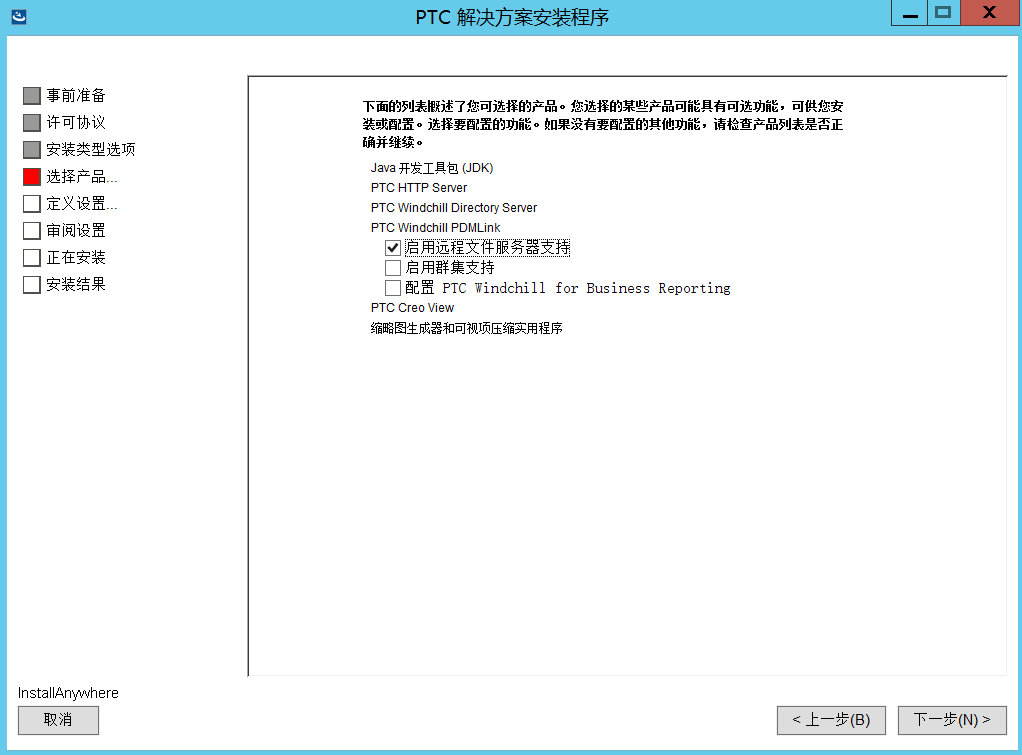 PTC 解决方案安装程序
事前准备
许可协议
安装类型选项
选择产品...
定义设置...
审阅设置
正在安装
安装结果
下面的列表概述了您可选择的产品。您选择的某些产品可能具有可选功能，可供您安
装或配置。选择要配置的功能。如果没有要配置的其他功能，请检查产品列表是否正
确并继续。
Java 开发工具包 (JDK)
PTC HTTP Server
PTC Windchill Directory Server
PTC Windchill PDMLink
启用远程文件服务器支持
启用群集支持
配置 PTC Windchill for Business Reporting
PTC Creo View
缩略图生成器和可视项压缩实用程序
InstallAnywhere
取消
< 上一步(B)
下一步(N) >